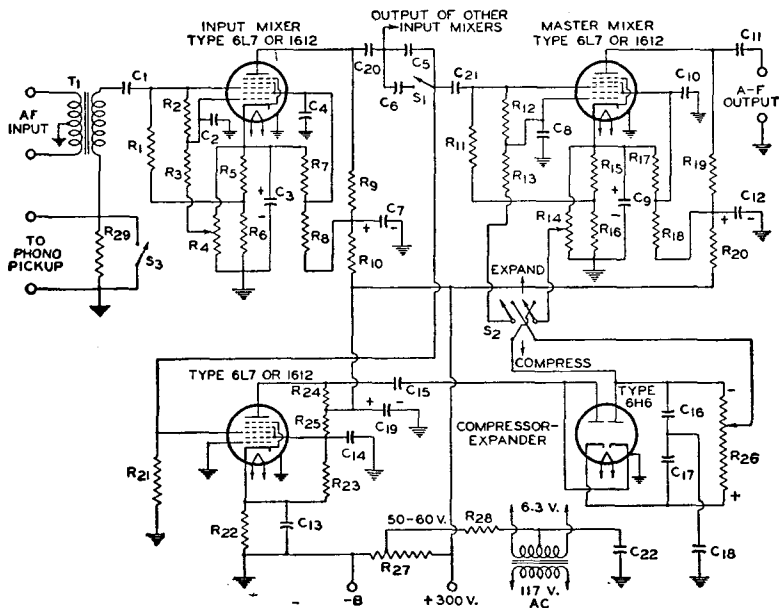 INPUT MIXER
TYPE 6L7 OR 1612
OUTPUT OF OTHER
INPUT MIXERS
MASTER MIXER
TYPE 6L7 OR 1612
C11
C20
C5
C6
S1
C21
C10
A-F
OUTPUT
T1
C1
AF
INPUT
R2
C2
C4
R1
R3
R5
C3
R7
R4
R6
R8
R9
C7
+ -
R10
R12
C8
R11
R13
R15
R17
C9
R14
R16
R18
R19
C12
+ -
R20
+
-
+
-
TO
PHONO
PICKUP
R29
S3
EXPAND
S2
COMPRESS
TYPE 6L7 OR 1612
R24
C15
R25
+ -
C19
C14
R23
R21
R22
C13
COMPRESSOR-
EXPANDER
TYPE
6H6
C16
C17
-
R26
+
50-60 V.
R28
6.3 V.
R27
C22
C18
-B
+300 V.
117 V.
AC